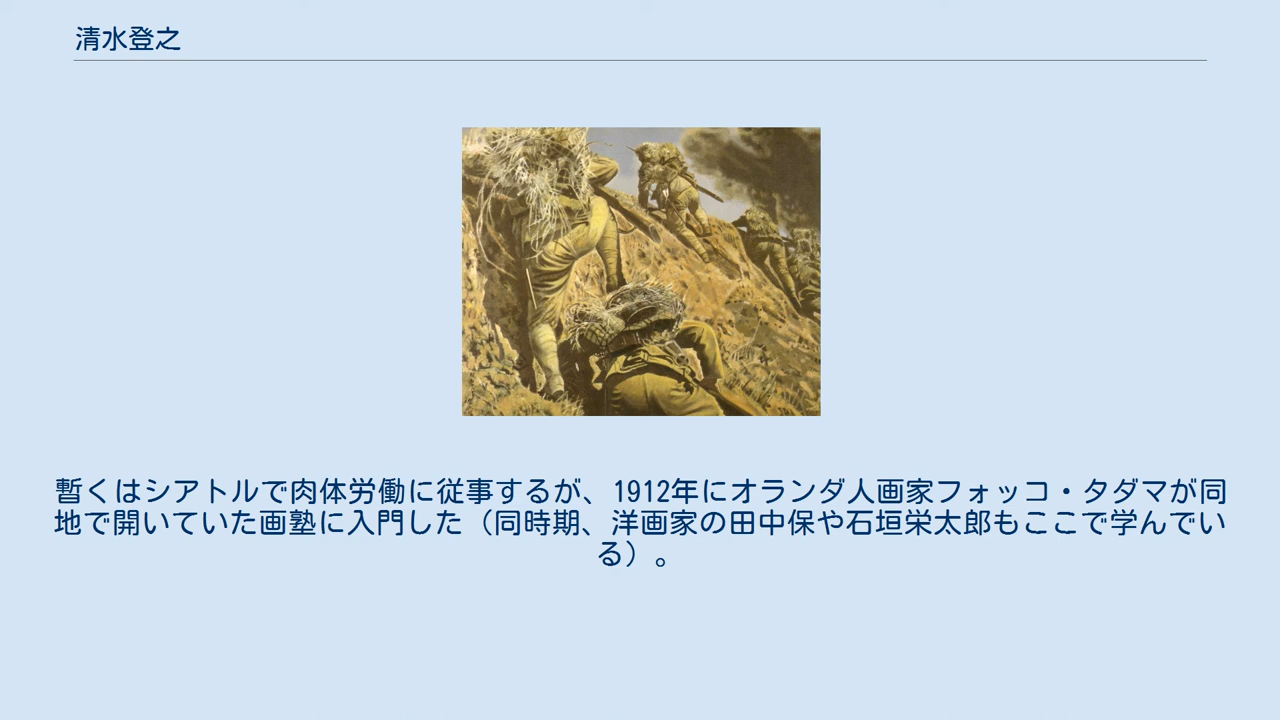 清水登之
暫くはシアトルで肉体労働に従事するが、1912年にオランダ人画家フォッコ・タダマが同
地で開いていた画塾に入門した（同時期、洋画家の田中保や石垣栄太郎もここで学んでい
る）。